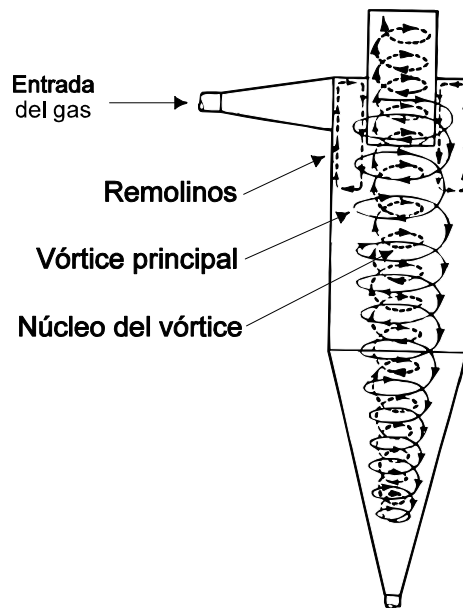 Entrada
del gas
Remolinos
Vórtice principal
Núcleo del vórtice